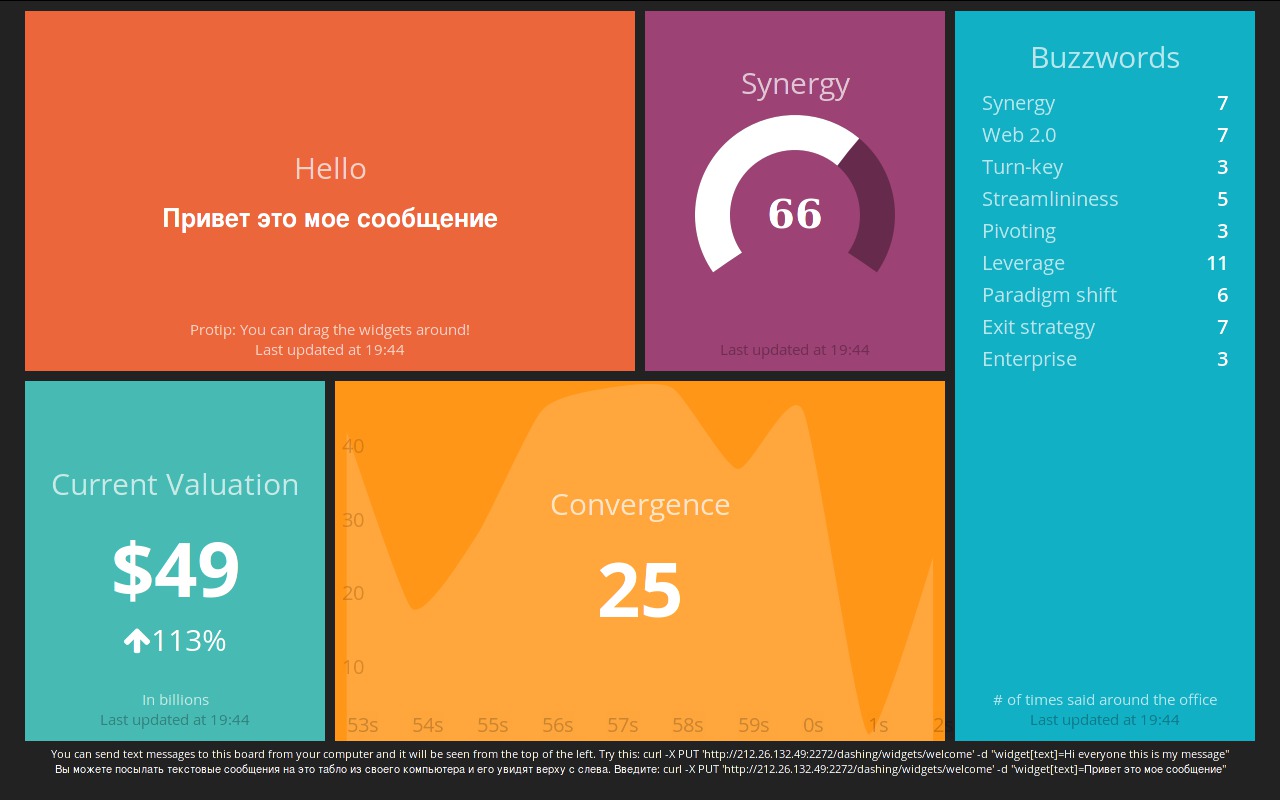 Hello
Привет это мое сообщение
Protip: You can drag the widgets around!
Last updated at 19:44
Synergy
66
Last updated at 19:44
Buzzwords
Synergy 7
Web 2.0 7
Turn-key 3
Streamlininess 5
Pivoting 3
Leverage 11
Paradigm shift 6
Exit strategy 7
Enterprise 3
# of times said around the office
Last updated at 19:44
Current Valuation
$49
113%
In billions
Last updated at 19:44
Convergence
25
40
30
20
10
53s 54s 55s 56s 57s 58s 59s 0s 1s 2s
You can send text messages to this board from your computer and it will be seen from the top of the left. Try this: curl -X PUT 'http://212.26.132.49:2272/dashing/widgets/welcome' -d "widget[text]=Hi everyone this is my message"
Вы можете посылать текстовые сообщения на это табло из своего компьютера и его увидят верху с слева. Введите: curl -X PUT 'http://212.26.132.49:2272/dashing/widgets/welcome' -d "widget[text]=Привет это мое сообщение"